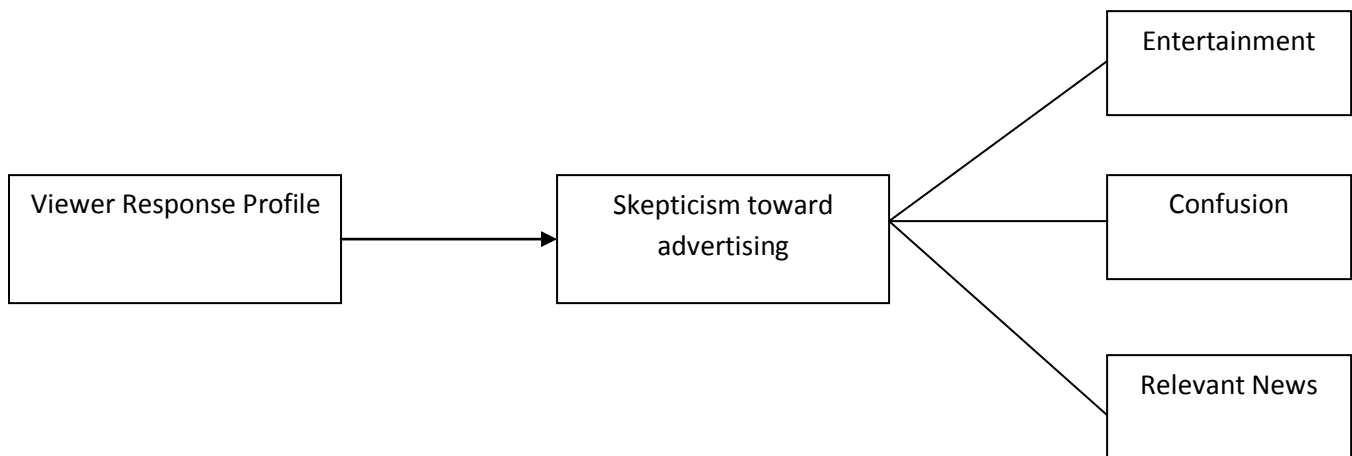 Entertainment
Viewer Response Profile
Skepticism toward
advertising
Confusion
Relevant News